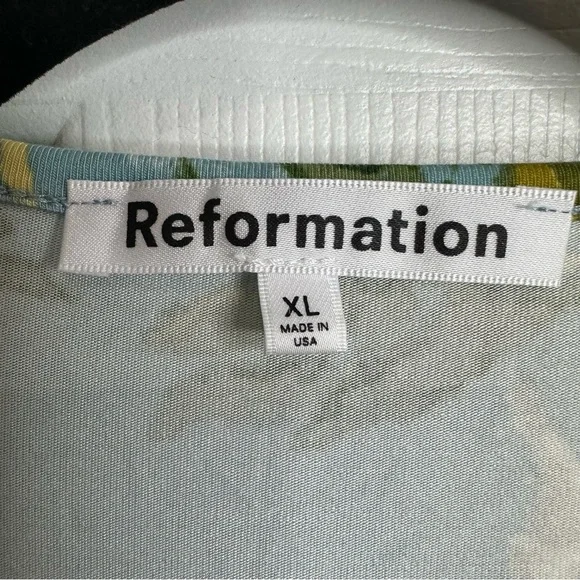 Reformation
XL
MADE IN
USA